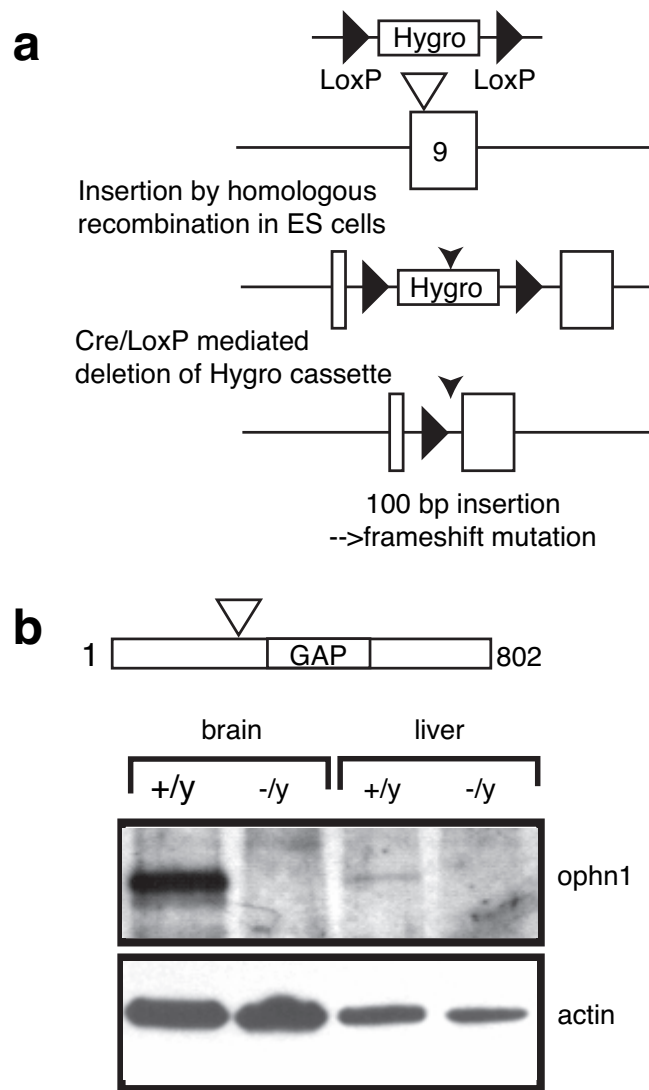 a
Hygro
LoxP LoxP
9
Insertion by homologous
recombination in ES cells
Hygro
Cre/LoxP mediated
deletion of Hygro cassette
100 bp insertion
-->frameshift mutation
b
1 GAP 802
brain liver
+/y -/y +/y -/y
ophn1
actin